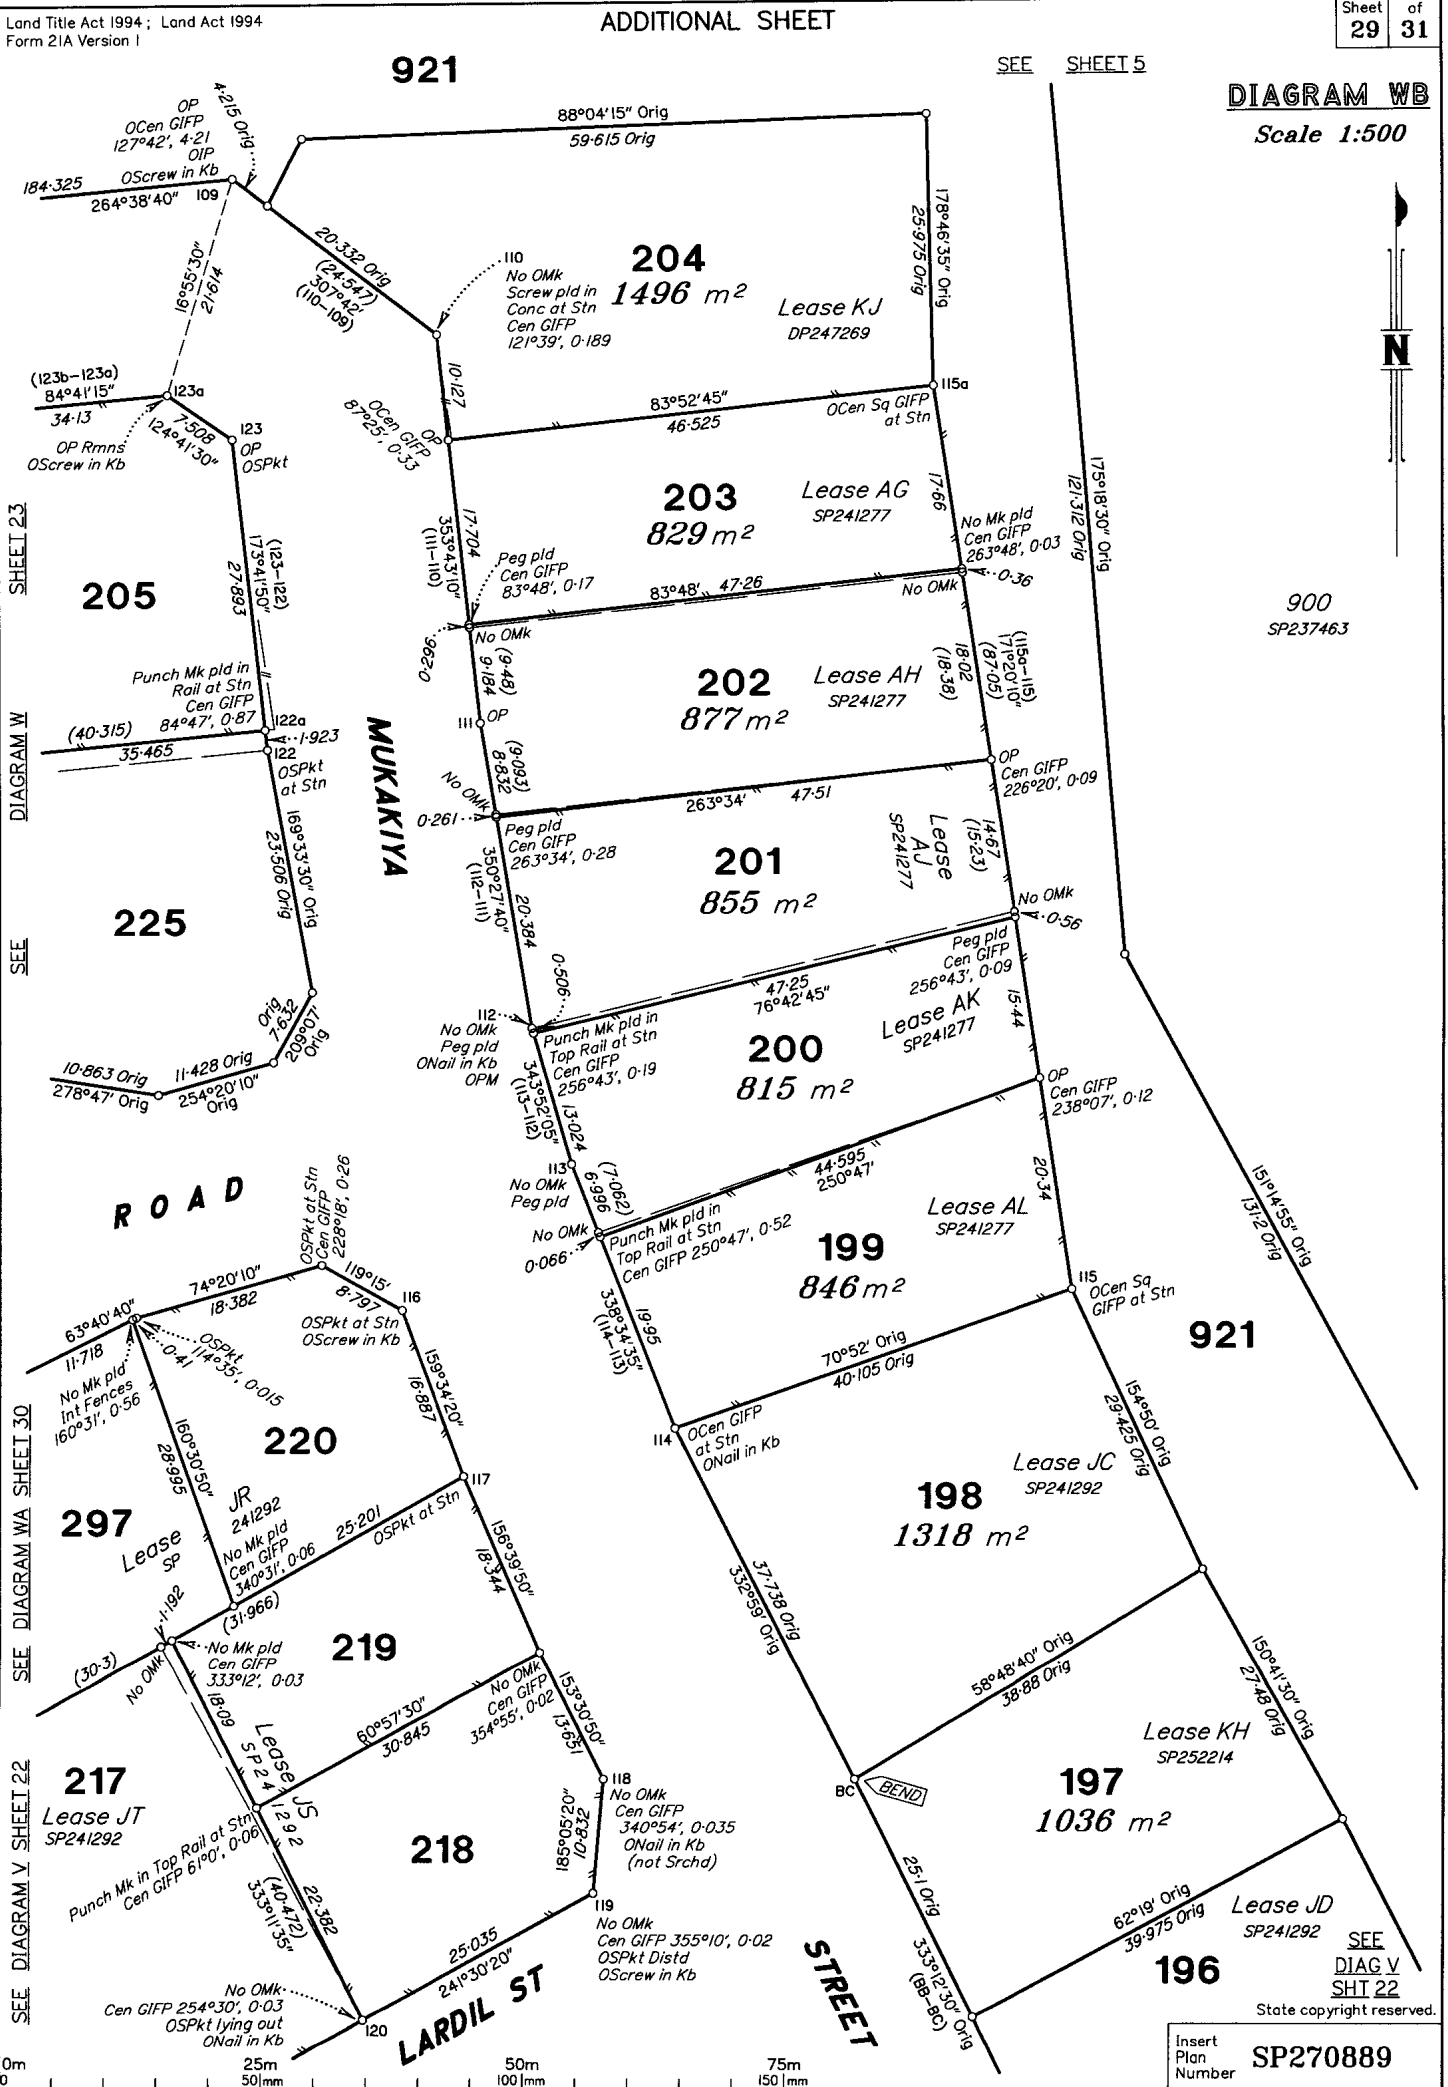 Land Title Act 1994 ; Land Act 1994
Form 21A Version 1
ADDITIONAL SHEET
Sheet of
29 31
DIAGRAM WB
Scale 1:500
N
SEE SHEET 5
921
88°04'15" Orig
59·615 Orig
4·215 Orig
OP
OCen GIFP
127°42', 4·21
OIP
OScrew in Kb
184·325
264°38'40"
109
16°55'30"
21·614
20·332 Orig
(24·547)
307°42'
(110-109)
110
No OMk
Screw pld in
Conc at Stn
Cen GIFP
121°39', 0·189
204
1496 m²
Lease KJ
DP247269
178°46'35" Orig
25·975 Orig
(123b-123a)
84°41'15"
34·13
123a
7·508
124°41'30"
OP Rmns
OScrew in Kb
123
OP
OSPkt
10·127
OCen GIFP
87°25', 0·33
OP
83°52'45"
46·525
115a
OCen Sq GIFP
at Stn
203
829 m²
Lease AG
SP241277
17·66
No Mk pld
Cen GIFP
263°48', 0·03
0·36
No OMk
175°18'30" Orig
121·312 Orig
17·704
353°43'10"
(111-110)
Peg pld
Cen GIFP
83°48', 0·17
83°48'
47·26
No OMk
0·296
SHEET 23
DIAGRAM W
SEE
205
(123-122)
173°41'50"
27·893
Punch Mk pld in
Rail at Stn
Cen GIFP
84°47', 0·87
122a
1·923
122
OSPkt
at Stn
(40·315)
35·465
900
SP237463
202
877 m²
Lease AH
SP241277
(9·48)
9·184
111
OP
(9·093)
8·832
No OMk
0·261
(115a-115)
171°20'10"
(87·05)
18·02
(18·38)
OP
Cen GIFP
226°20', 0·09
MUKAKIYA
263°34'
47·51
Peg pld
Cen GIFP
263°34', 0·28
201
855 m²
Lease
AJ
SP241277
14·67
(15·23)
No OMk
0·56
225
169°33'30" Orig
23·506 Orig
350°27'40"
(112-111)
20·384
0·506
47·25
76°42'45"
Peg pld
Cen GIFP
256°43', 0·09
112
No OMk
Peg pld
ONail in Kb
OPM
Punch Mk pld in
Top Rail at Stn
Cen GIFP
256°43', 0·19
200
815 m²
Lease AK
SP241277
15·44
Orig
7·632
209°07'
Orig
10·863 Orig
278°47' Orig
11·428 Orig
254°20'10"
Orig
343°52'05"
(113-112)
13·024
OP
Cen GIFP
238°07', 0·12
113
No OMk
Peg pld
(7·062)
6·996
44·595
250°47'
ROAD
No OMk
0·066
Punch Mk pld in
Top Rail at Stn
Cen GIFP 250°47', 0·52
199
846 m²
Lease AL
SP241277
20·34
151°14'55" Orig
131·2 Orig
OSPkt at Stn
Cen GIFP
228°18', 0·26
74°20'10"
18·382
119°15'
8·797
116
OSPkt at Stn
OScrew in Kb
63°40'40"
11·718
OSPkt
114°35', 0·015
0·41
No Mk pld
Int Fences
160°31', 0·56
115
OCen Sq
GIFP at Stn
19·95
338°34'35"
(114-113)
70°52' Orig
40·105 Orig
921
159°34'20"
16·887
220
160°30'50"
28·995
114
OCen GIFP
at Stn
ONail in Kb
154°50' Orig
29·425 Orig
SEE DIAGRAM WA SHEET 30
297
Lease JR
SP 241292
No Mk pld
Cen GIFP
340°31', 0·06
117
25·201
OSPkt at Stn
(31·966)
198
1318 m²
Lease JC
SP241292
156°39'50"
18·344
37·738 Orig
332°59' Orig
1·192
(30·3)
No OMk
No Mk pld
Cen GIFP
333°12', 0·03
219
58°48'40" Orig
38·88 Orig
150°41'30" Orig
27·48 Orig
No OMk
Cen GIFP
354°55', 0·02
153°30'50"
13·651
60°57'30"
30·845
18·09
Lease JS
SP241292
SEE DIAGRAM V SHEET 22
217
Lease JT
SP241292
Punch Mk in Top Rail at Stn
Cen GIFP 61°0', 0·06
118
No OMk
Cen GIFP
340°54', 0·035
ONail in Kb
(not Srchd)
185°05'20"
10·832
218
BC
BEND
197
1036 m²
Lease KH
SP252214
22·382
(40·472)
333°11'35"
119
No OMk
Cen GIFP 355°10', 0·02
OSPkt Distd
OScrew in Kb
25·1 Orig
333°12'30" Orig
(BB-BC)
62°19' Orig
39·975 Orig
Lease JD
SP241292
196
25·035
241°30'20"
No OMk
Cen GIFP 254°30', 0·03
OSPkt lying out
ONail in Kb
120
LARDIL ST
STREET
SEE
DIAG V
SHT 22
State copyright reserved.
Insert
Plan
Number
SP270889
0m 25m 50m 75m
0 50mm 100mm 150mm